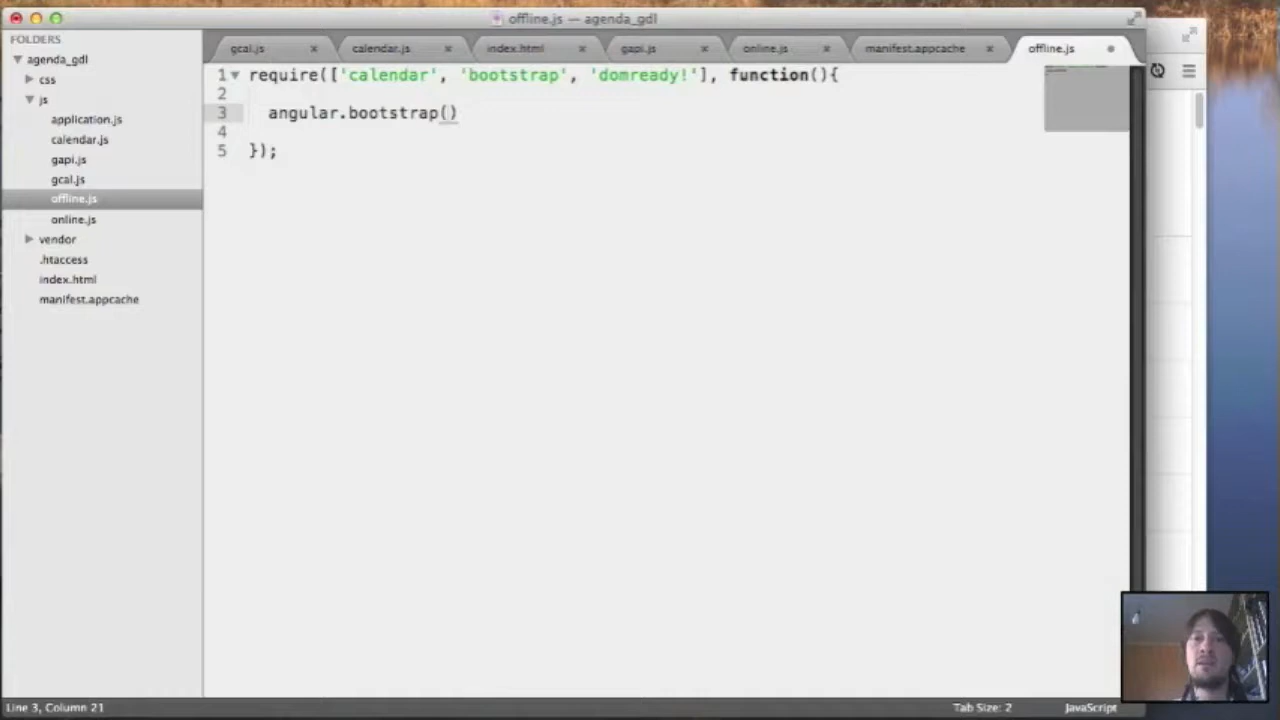 offline.js — agenda_gdl
FOLDERS
agenda_gdl
css
js
application.js
calendar.js
gapi.js
gcal.js
offline.js
online.js
vendor
.htaccess
index.html
manifest.appcache
gcal.js × calendar.js × index.html × gapi.js × online.js × manifest.appcache × offline.js
1 require(['calendar', 'bootstrap', 'domready!'], function(){
2
3 angular.bootstrap()
4
5 });
Line 3, Column 21 Tab Size: 2 JavaScript